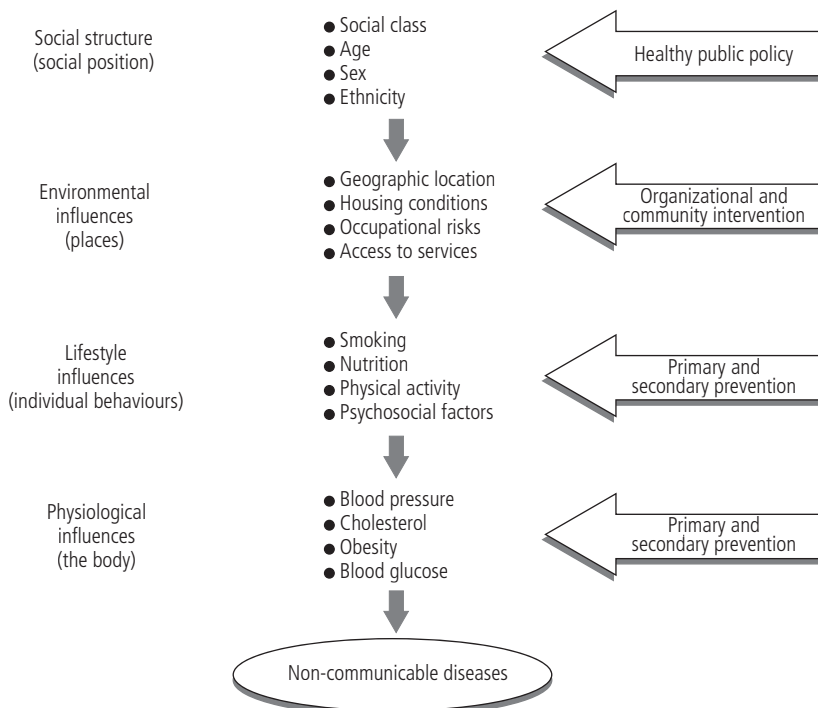 Social structure
(social position)
● Social class
● Age
● Sex
● Ethnicity
Healthy public policy
Environmental
influences
(places)
● Geographic location
● Housing conditions
● Occupational risks
● Access to services
Organizational and
community intervention
Lifestyle
influences
(individual behaviours)
● Smoking
● Nutrition
● Physical activity
● Psychosocial factors
Primary and
secondary prevention
Physiological
influences
(the body)
● Blood pressure
● Cholesterol
● Obesity
● Blood glucose
Primary and
secondary prevention
Non-communicable diseases